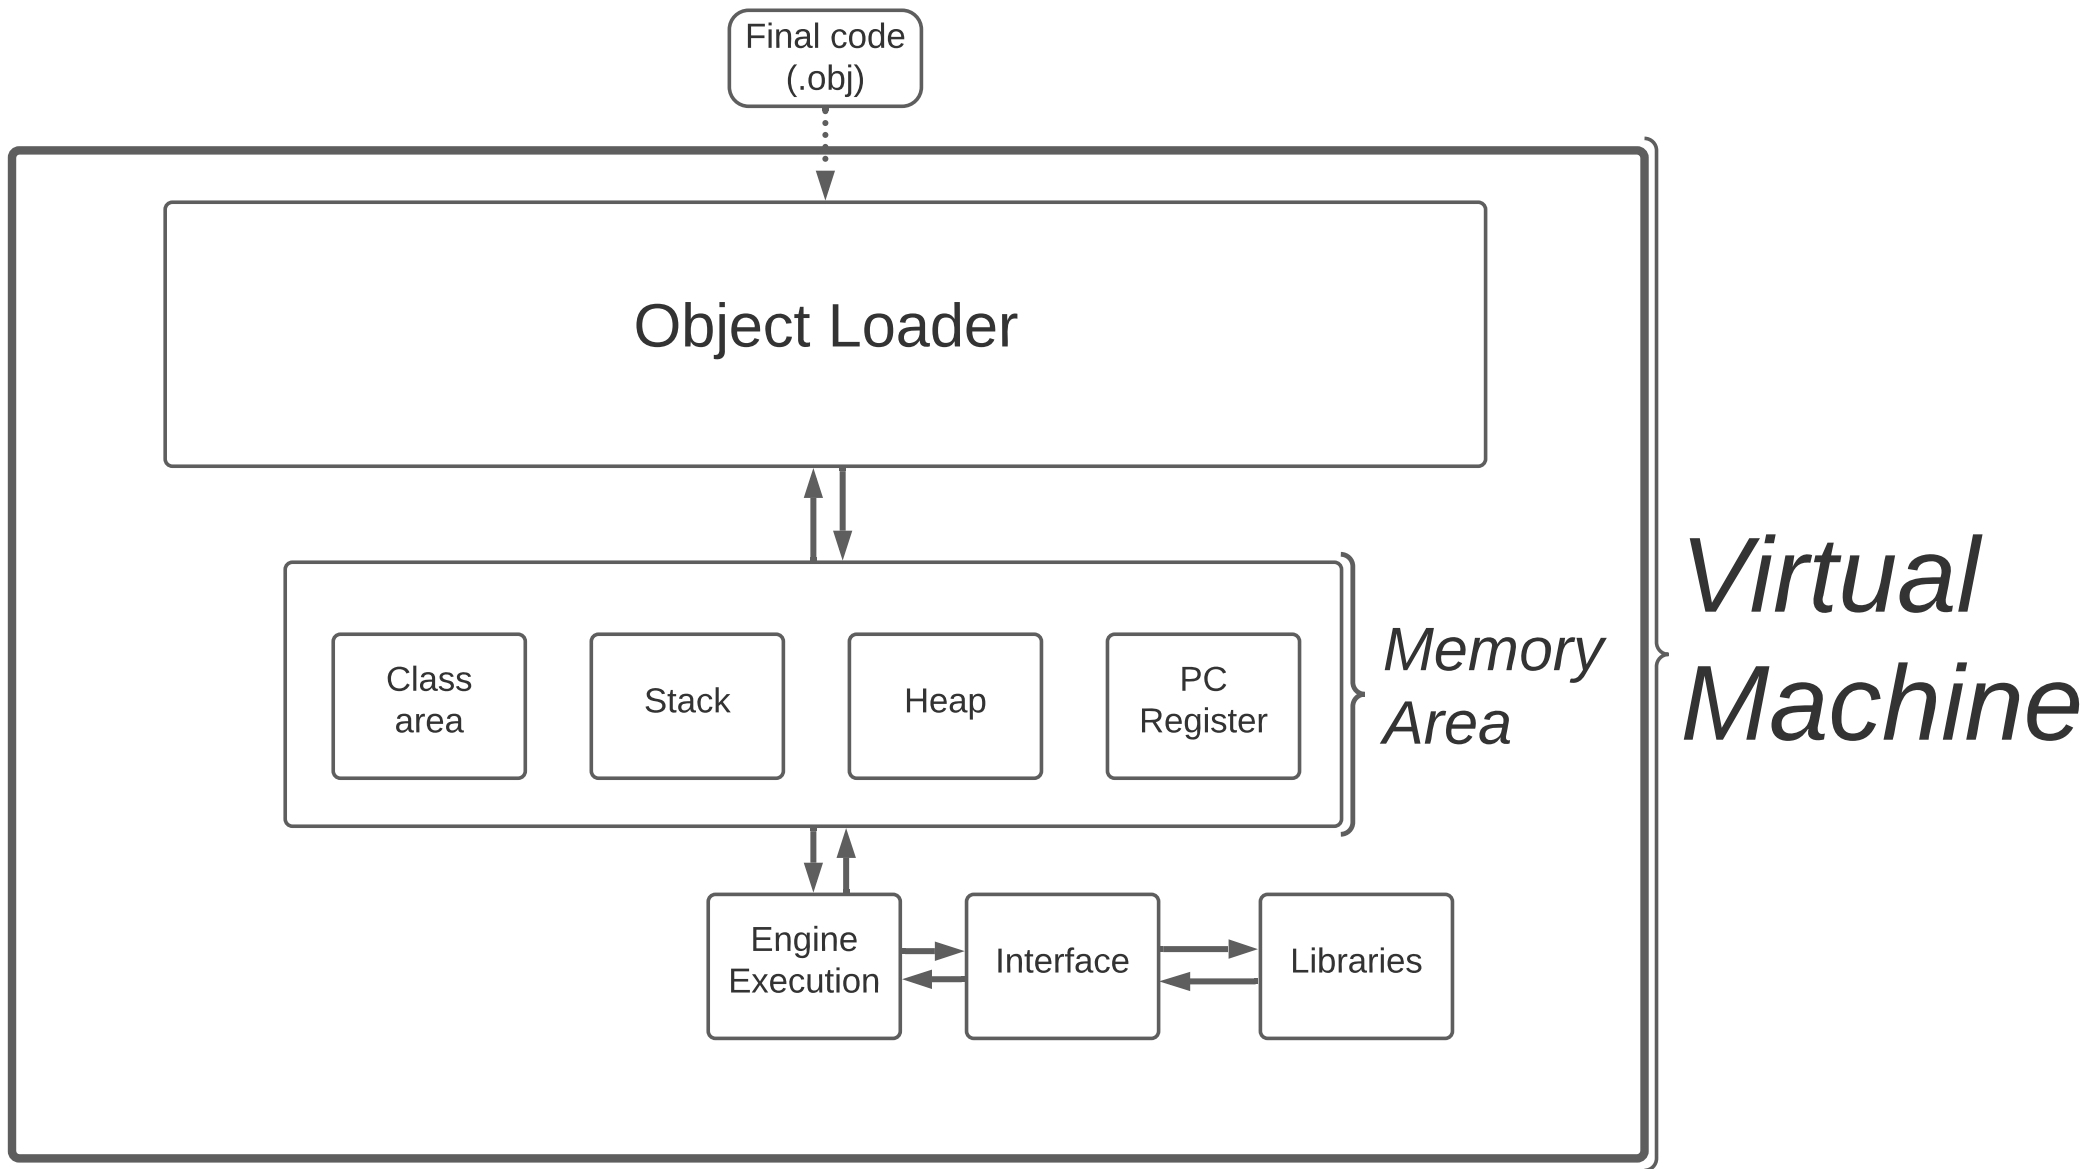 Final code
(.obj)
Object Loader
Class
area
Stack
Heap
PC
Register
Memory
Area
Virtual
Machine
Engine
Execution
Interface
Libraries